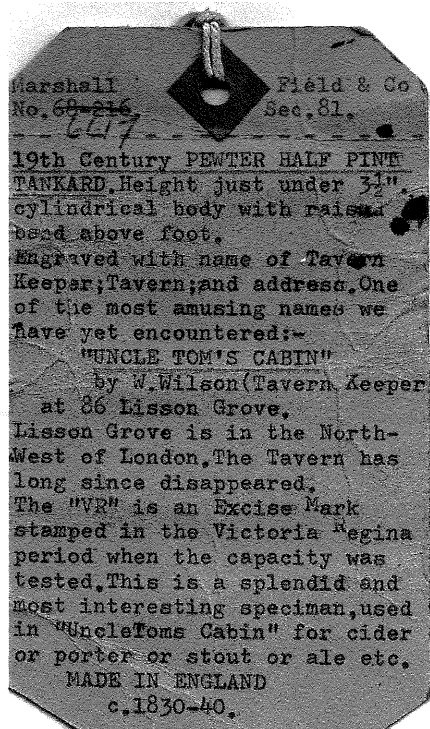 Marshall Field & Co
No. 68-216. Sec.81.
6217
19th Century PEWTER HALF PINT
TANKARD.Height just under 3½".
cylindrical body with raised
band above foot.
Engraved with name of Tavern
Keeper;Tavern;and address.One
of the most amusing names we
have yet encountered:-
"UNCLE TOM'S CABIN"
by W.Wilson(Tavern Keeper
at 86 Lisson Grove.
Lisson Grove is in the North-
West of London.The Tavern has
long since disappeared.
The "VR" is an Excise Mark
stamped in the Victoria Regina
period when the capacity was
tested.This is a splendid and
most interesting speciman,used
in "UncleToms Cabin" for cider
or porter or stout or ale etc.
MADE IN ENGLAND
c.1830-40.